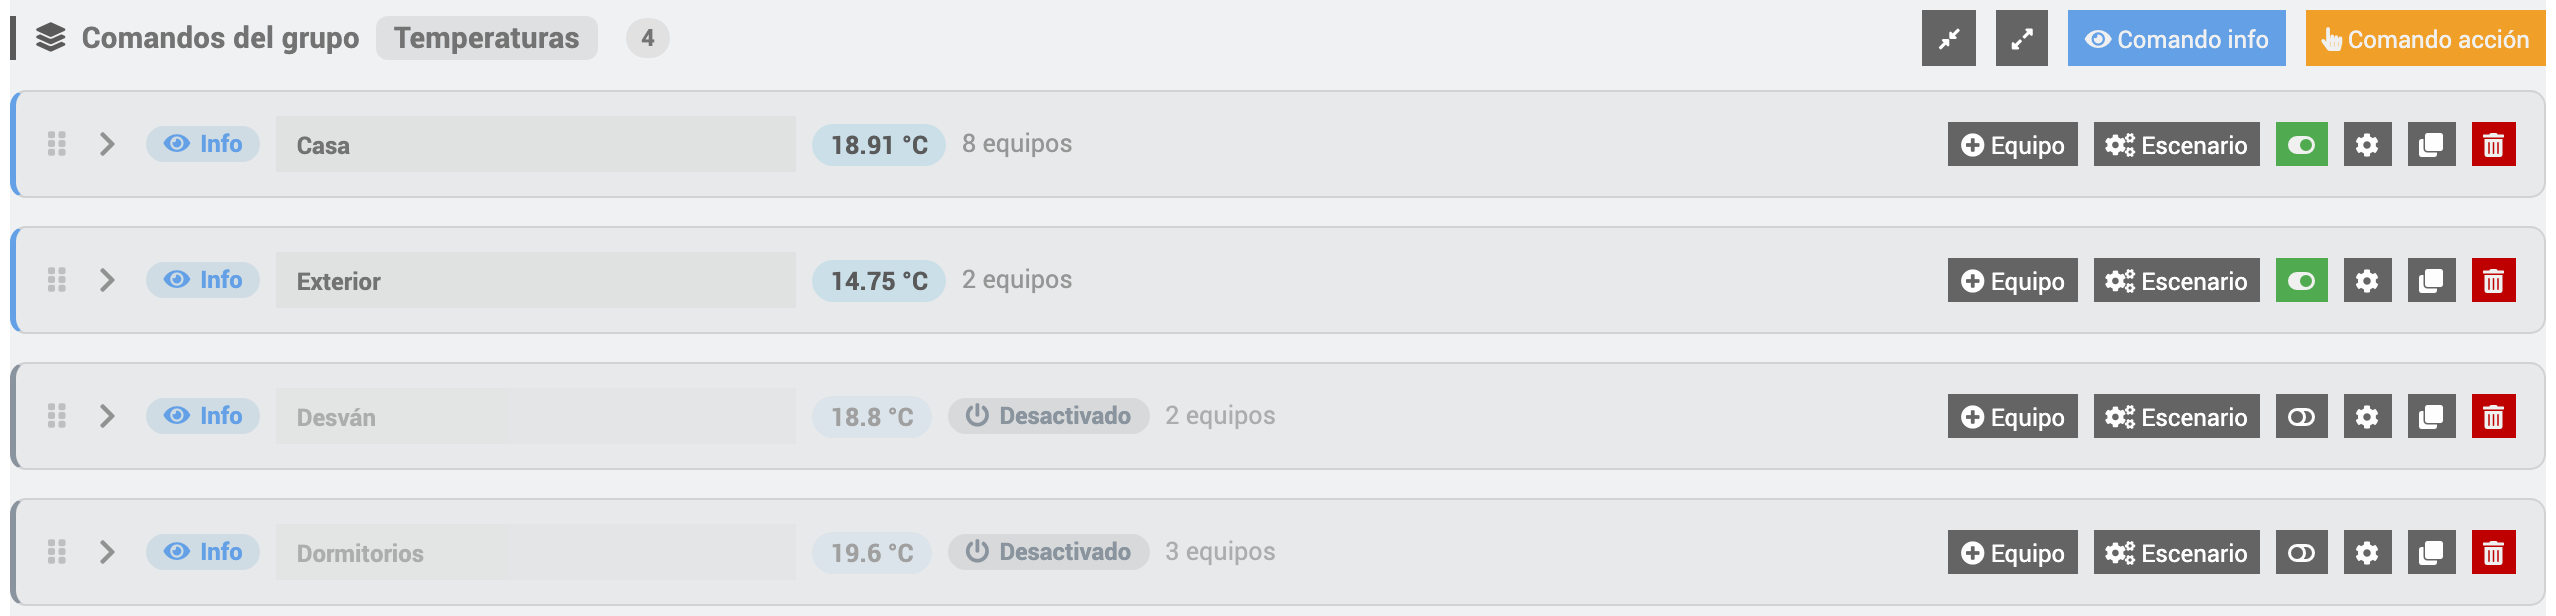 Comandos del grupo Temperaturas 4 Comando info Comando acción
Info Casa 18.91 °C 8 equipos Equipo Escenario
Info Exterior 14.75 °C 2 equipos Equipo Escenario
Info Desván 18.8 °C Desactivado 2 equipos Equipo Escenario
Info Dormitorios 19.6 °C Desactivado 3 equipos Equipo Escenario